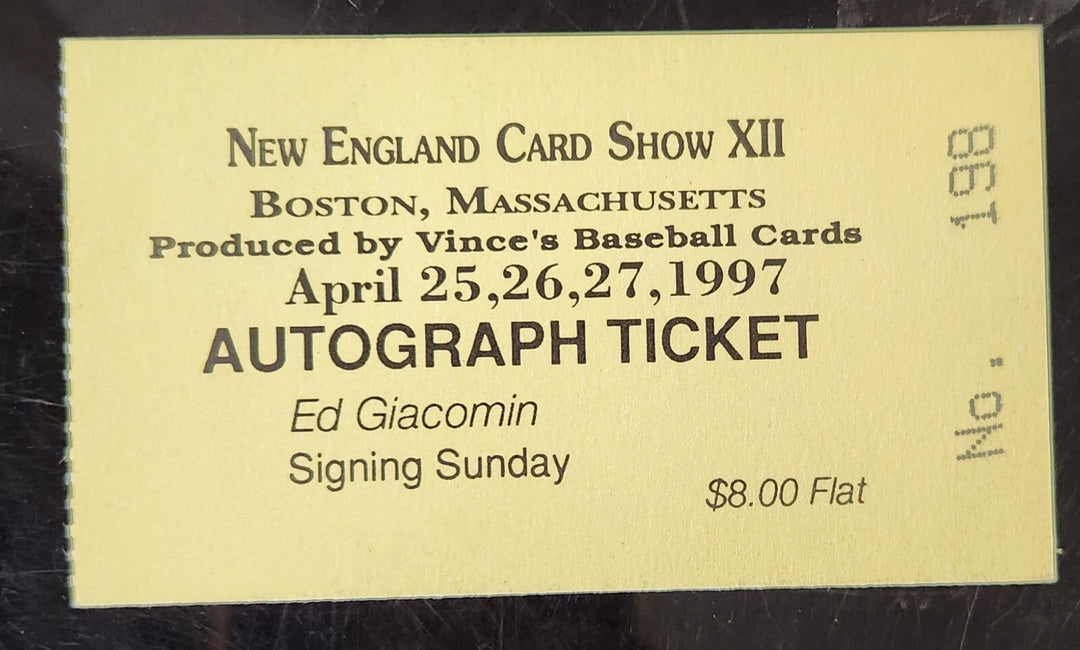 New England Card Show XII
Boston, Massachusetts
Produced by Vince's Baseball Cards
April 25,26,27,1997
AUTOGRAPH TICKET
Ed Giacomin
Signing Sunday
$8.00 Flat
No. 198